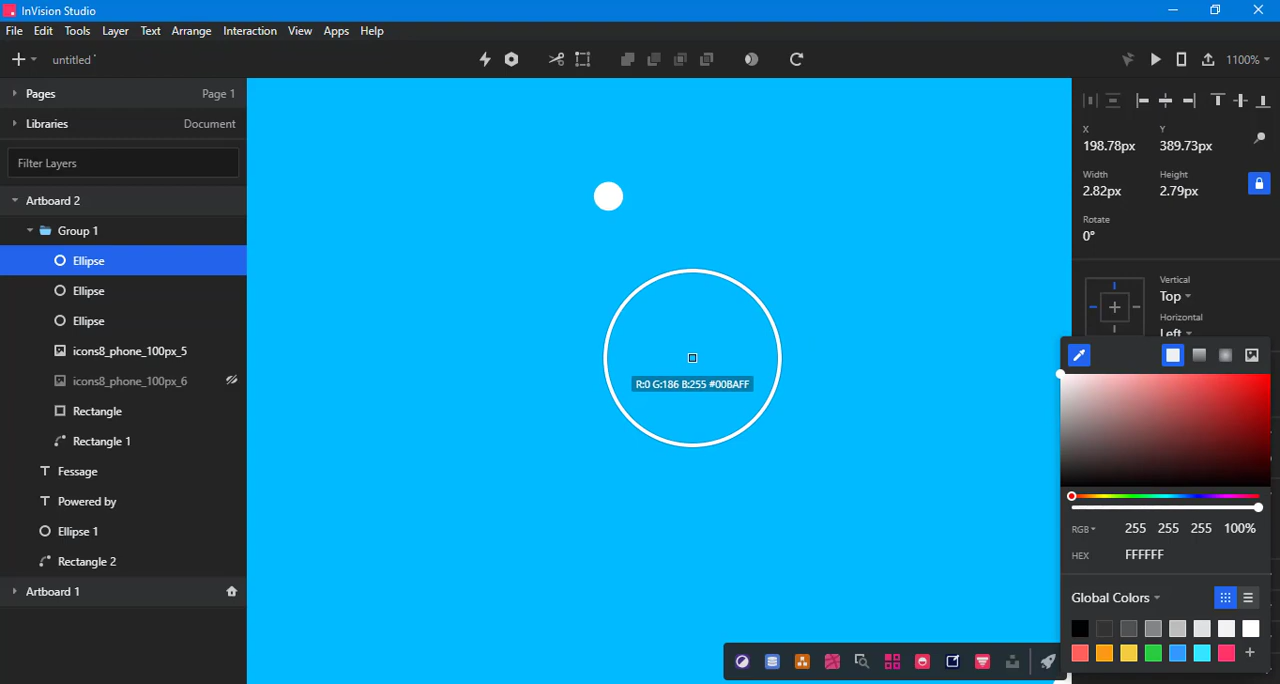 InVision Studio
File Edit Tools Layer Text Arrange Interaction View Apps Help
untitled*
1100%
Pages Page 1
Libraries Document
Filter Layers
Artboard 2
Group 1
Ellipse
Ellipse
Ellipse
icons8_phone_100px_5
icons8_phone_100px_6
Rectangle
Rectangle 1
Fessage
Powered by
Ellipse 1
Rectangle 2
Artboard 1
R:0 G:186 B:255 #00BAFF
X Y
198.78px 389.73px
Width Height
2.82px 2.79px
Rotate
0°
Vertical
Top
Horizontal
Left
RGB 255 255 255 100%
HEX FFFFFF
Global Colors